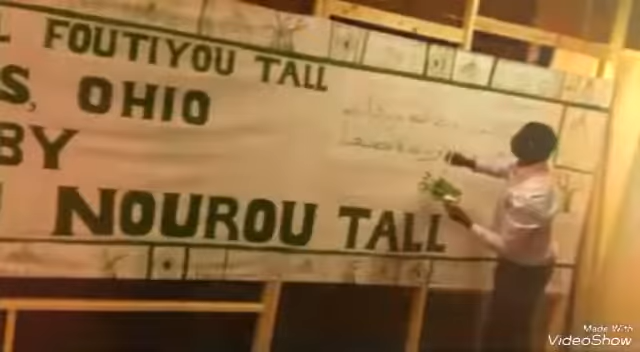 L FOUTIYOU TALL
S, OHIO
BY
NOUROU TALL
Made With
VideoShow